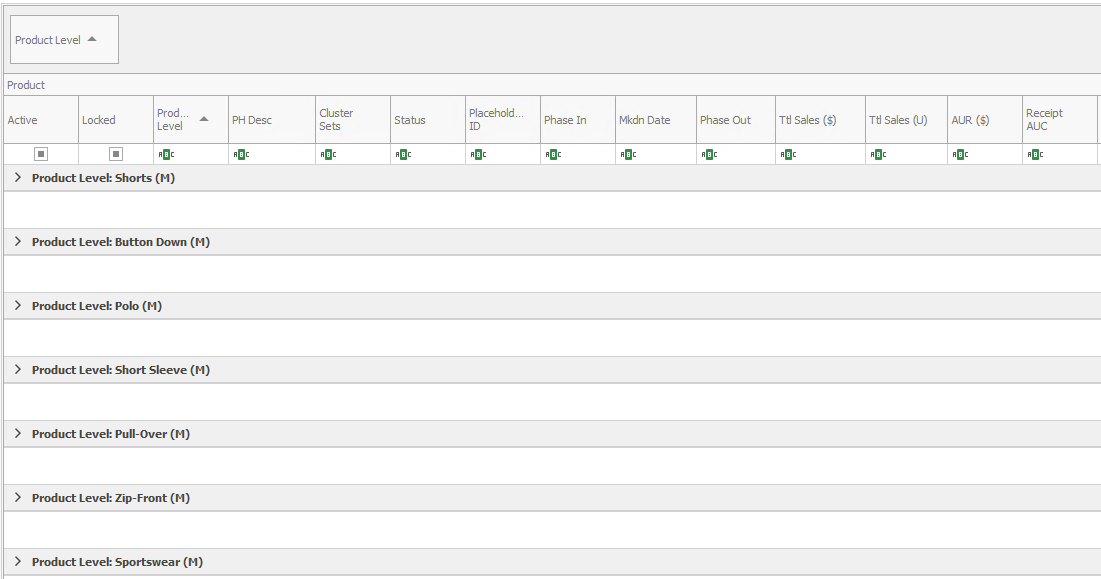 Product Level
Product
Active
Locked
Prod...
Level
PH Desc
Cluster
Sets
Status
Placehold...
ID
Phase In
Mkdn Date
Phase Out
Ttl Sales ($)
Ttl Sales (U)
AUR ($)
Receipt
AUC
ABC ABC ABC ABC ABC ABC ABC ABC ABC ABC ABC ABC
Product Level: Shorts (M)
Product Level: Button Down (M)
Product Level: Polo (M)
Product Level: Short Sleeve (M)
Product Level: Pull-Over (M)
Product Level: Zip-Front (M)
Product Level: Sportswear (M)